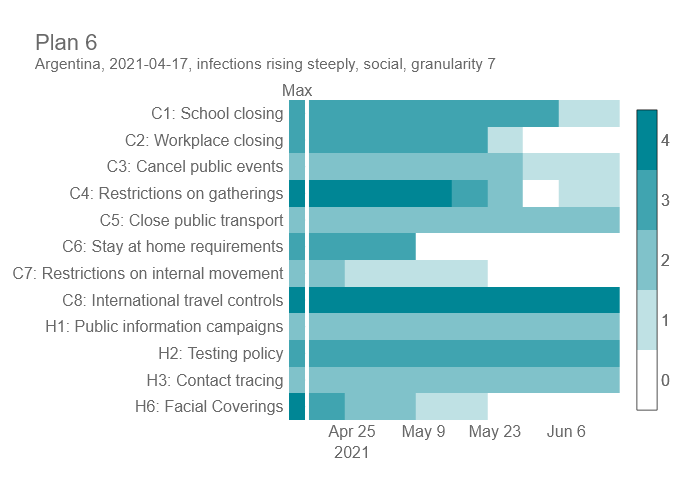 Plan 6
Argentina, 2021-04-17, infections rising steeply, social, granularity 7
Max
C1: School closing
C2: Workplace closing
C3: Cancel public events
C4: Restrictions on gatherings
C5: Close public transport
C6: Stay at home requirements
C7: Restrictions on internal movement
C8: International travel controls
H1: Public information campaigns
H2: Testing policy
H3: Contact tracing
H6: Facial Coverings
Apr 25 May 9 May 23 Jun 6
2021
4
3
2
1
0